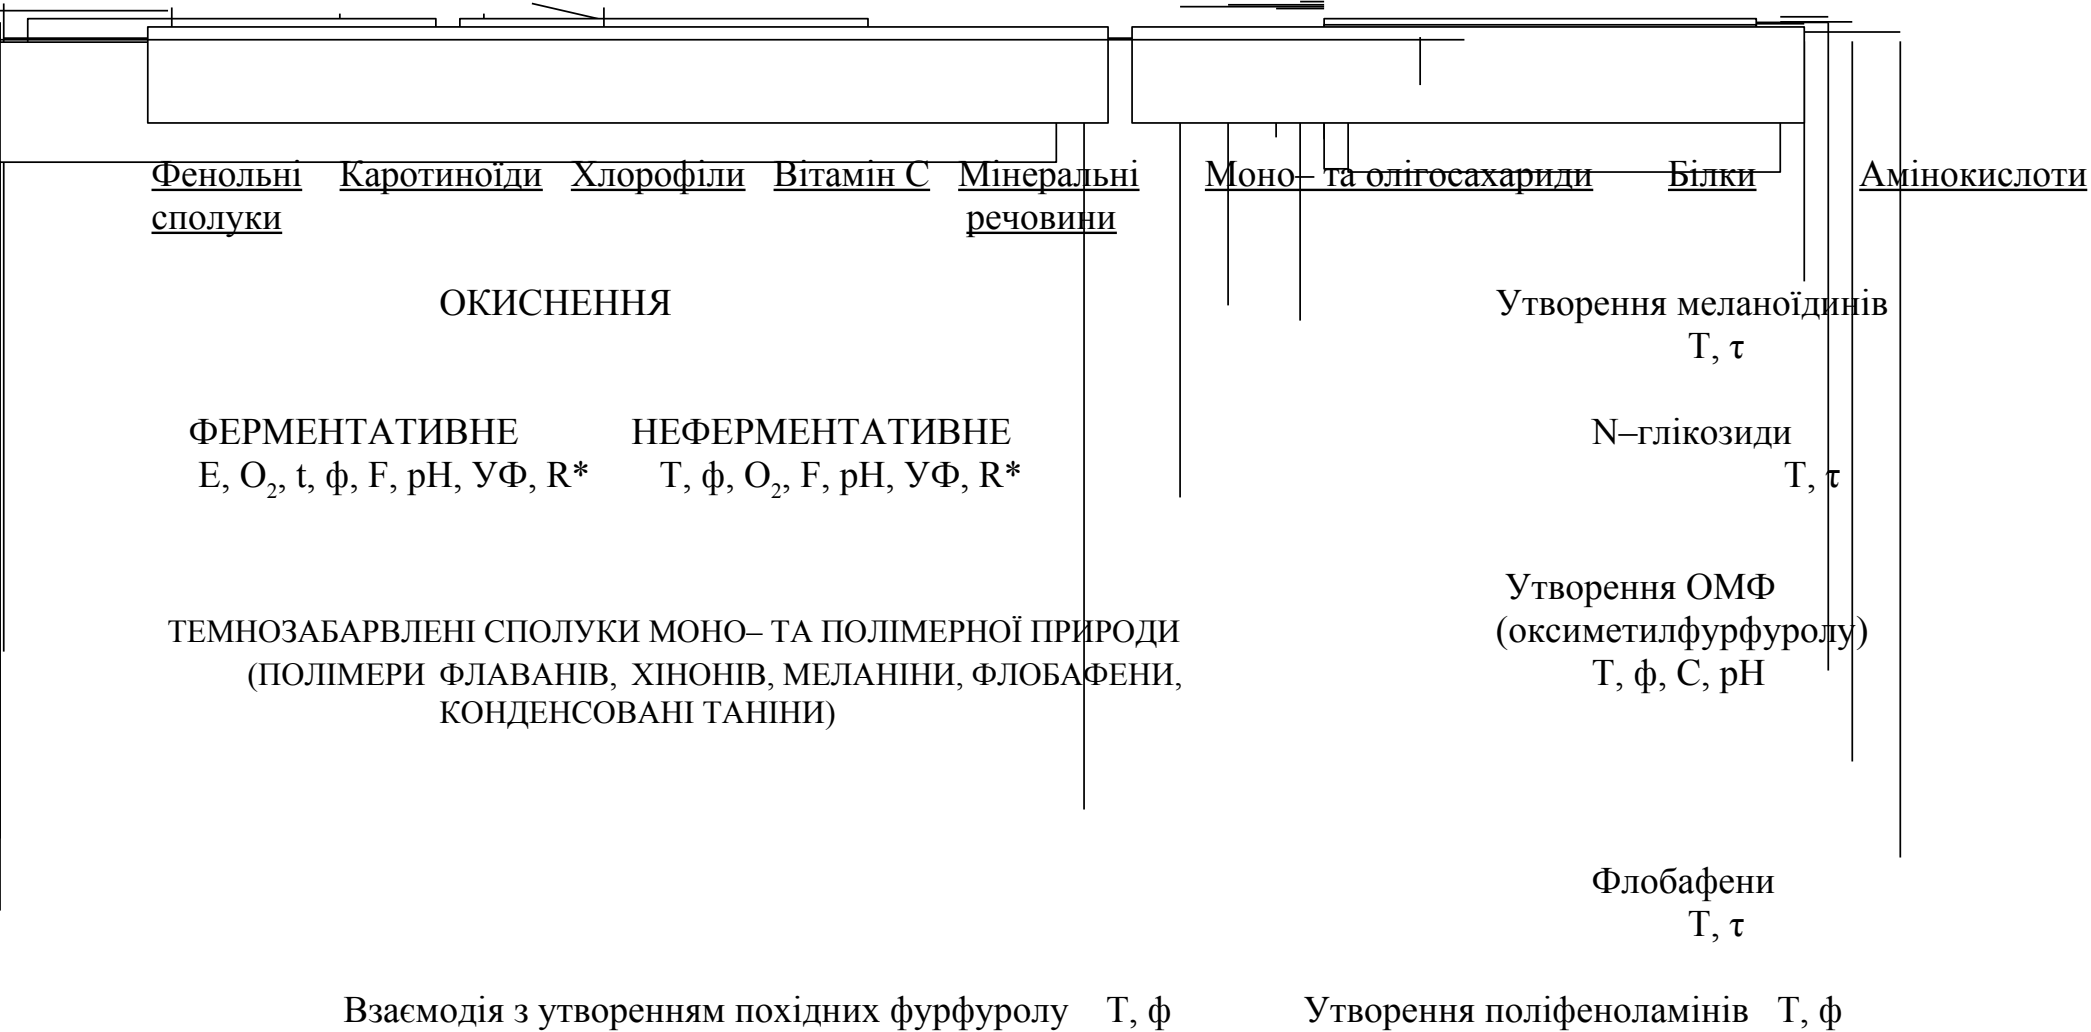 Фенольні Каротиноїди Хлорофіли Вітамін С Мінеральні Моно– та олігосахариди Білки Амінокислоти
сполуки речовини
ОКИСНЕННЯ Утворення меланоїдинів
Т, τ
ФЕРМЕНТАТИВНЕ НЕФЕРМЕНТАТИВНЕ N–глікозиди
Е, О2, t, ф, F, рН, УФ, R* Т, ф, О2, F, рН, УФ, R* Т, τ
Утворення ОМФ
ТЕМНОЗАБАРВЛЕНІ СПОЛУКИ МОНО– ТА ПОЛІМЕРНОЇ ПРИРОДИ (оксиметилфурфуролу)
(ПОЛІМЕРИ ФЛАВАНІВ, ХІНОНІВ, МЕЛАНІНИ, ФЛОБАФЕНИ, Т, ф, С, рН
КОНДЕНСОВАНІ ТАНІНИ)
Флобафени
Т, τ
Взаємодія з утворенням похідних фурфуролу Т, ф Утворення поліфеноламінів Т, ф